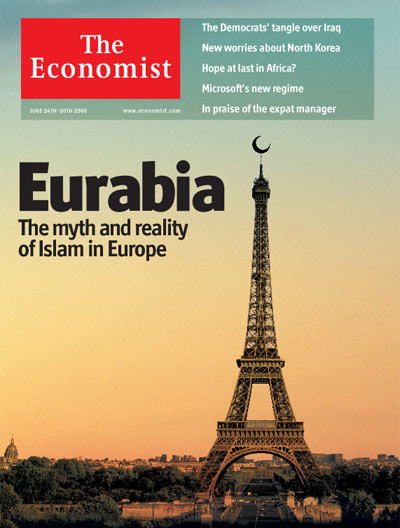 The
Economist
JUNE 24TH–30TH 2006
www.economist.com
The Democrats' tangle over Iraq
New worries about North Korea
Hope at last in Africa?
Microsoft's new regime
In praise of the expat manager
Eurabia
The myth and reality
of Islam in Europe